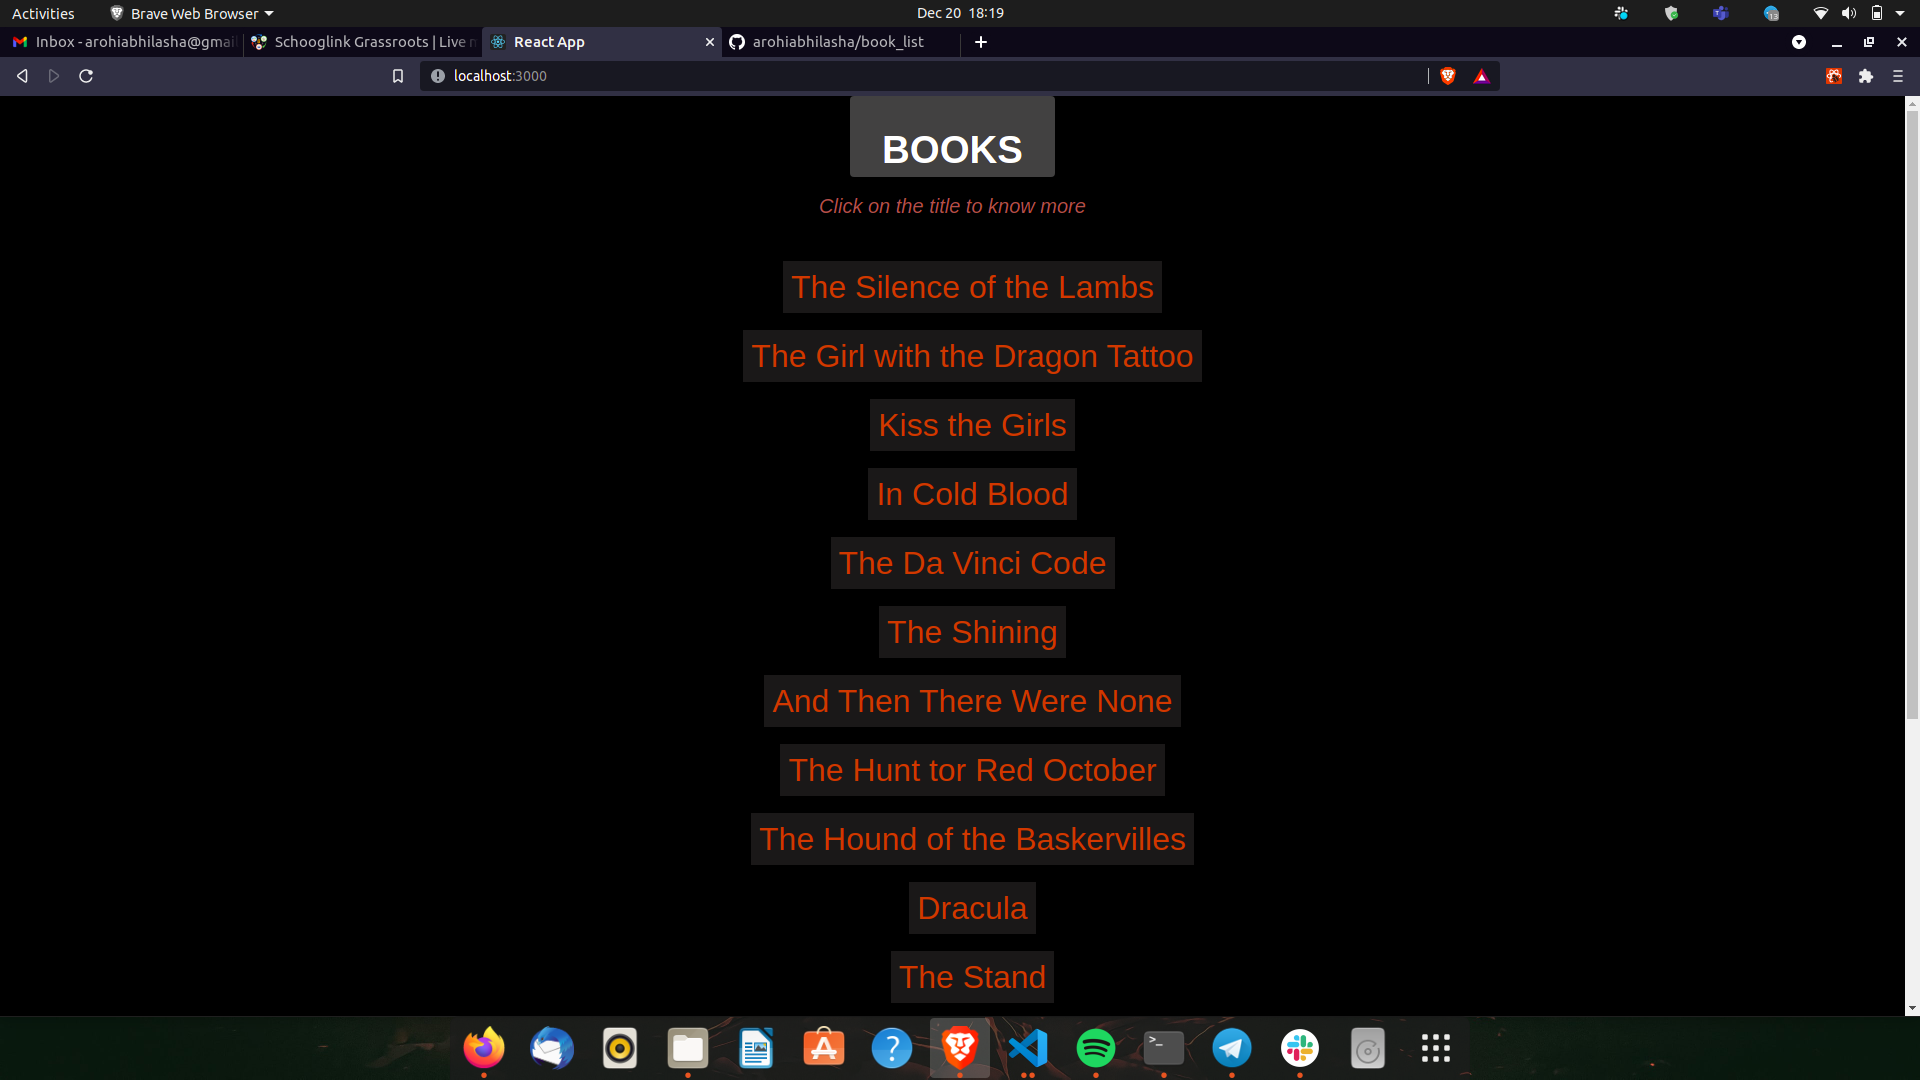 Activities
Brave Web Browser
Dec 20 18:19
13
Inbox - arohiabhilasha@gmai
Schooglink Grassroots | Live
React App
arohiabhilasha/book_list
localhost:3000
BOOKS
Click on the title to know more
The Silence of the Lambs
The Girl with the Dragon Tattoo
Kiss the Girls
In Cold Blood
The Da Vinci Code
The Shining
And Then There Were None
The Hunt tor Red October
The Hound of the Baskervilles
Dracula
The Stand